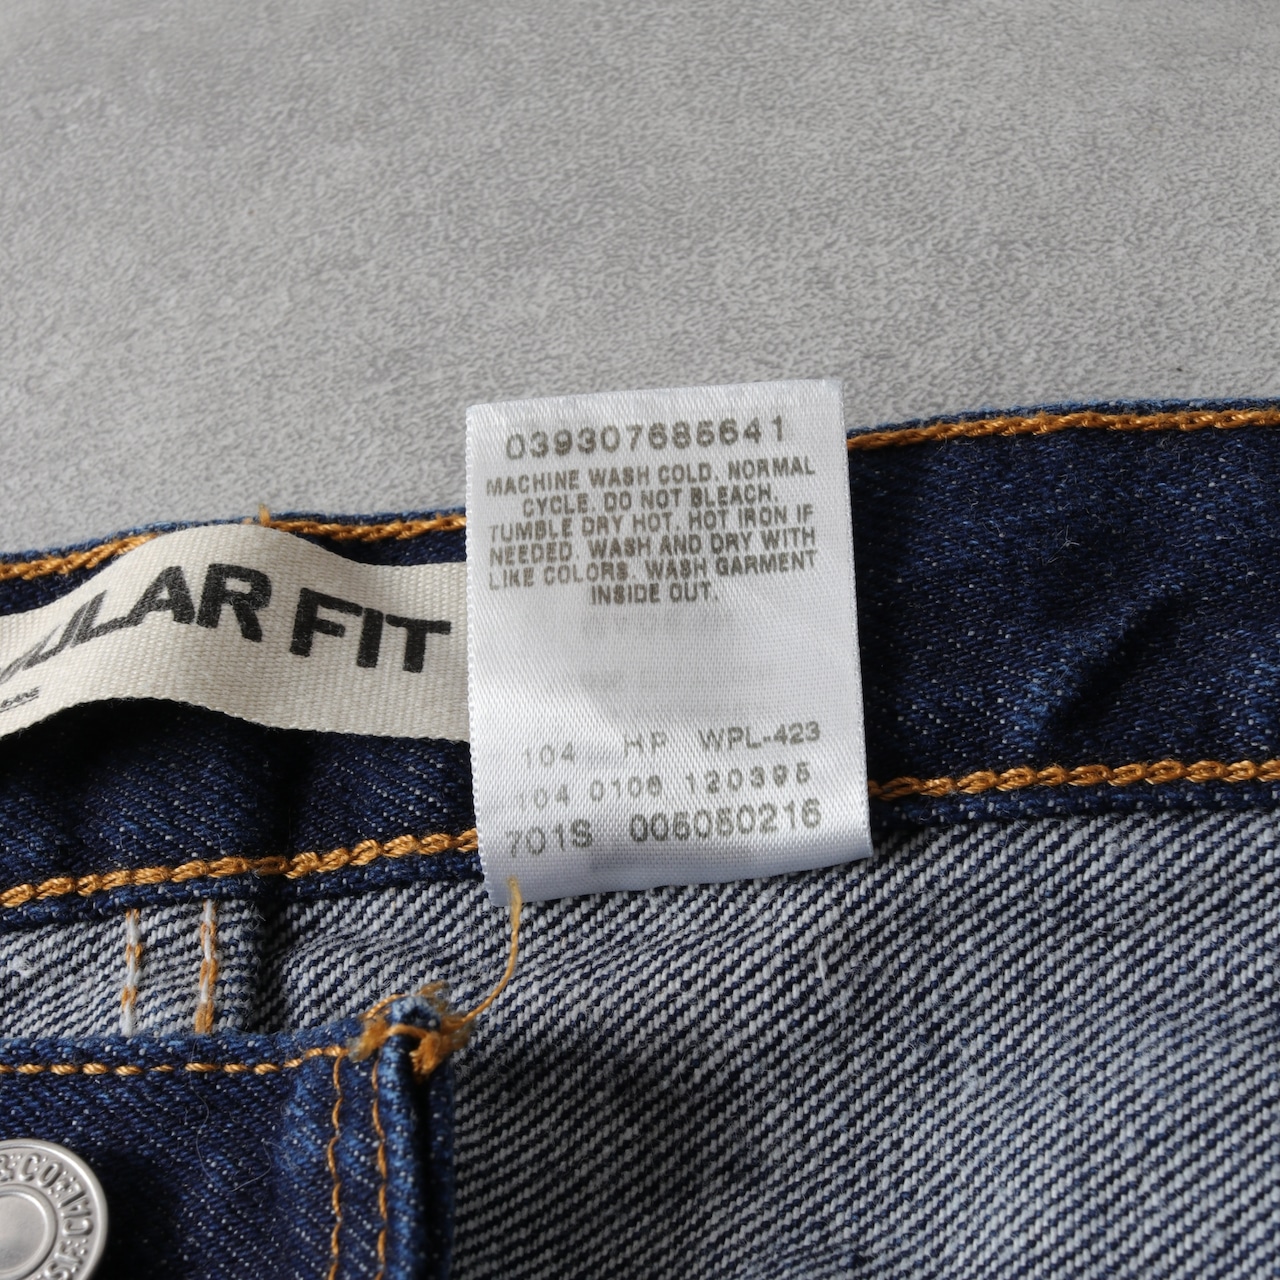 039307685641
MACHINE WASH COLD. NORMAL
CYCLE. DO NOT BLEACH.
TUMBLE DRY HOT. HOT IRON IF
NEEDED. WASH AND DRY WITH
LIKE COLORS. WASH GARMENT
INSIDE OUT.
ULAR FIT
104 HP WPL-423
104 0106 120395
701S 006050216